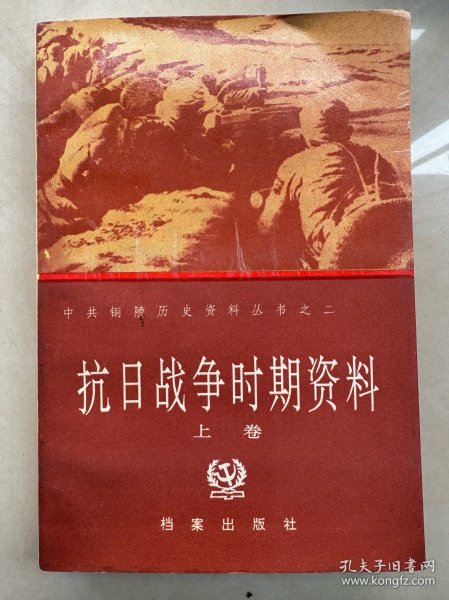 中共铜陵历史资料丛书之二
抗日战争时期资料
上卷
档案出版社
孔夫子旧书网
www.kongfz.com